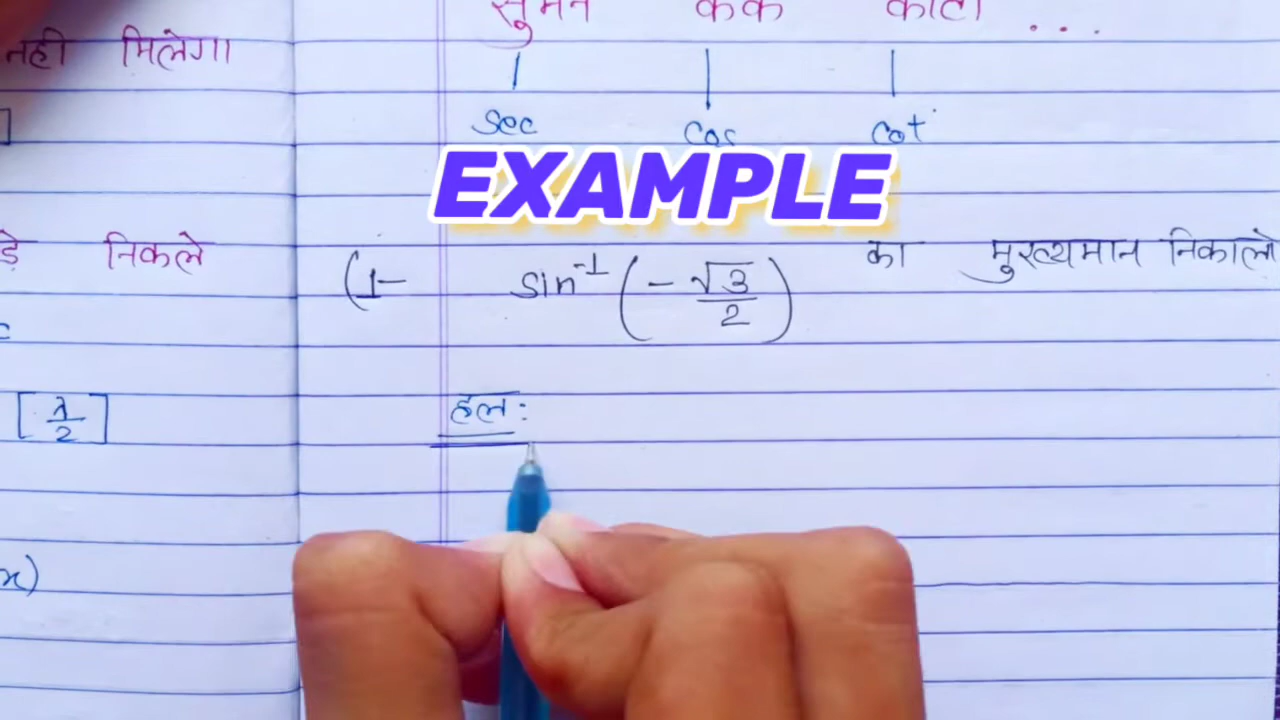 सुमन कक काटा ...
नही मिलेगा
sec cos cot
EXAMPLE
ड़े निकले
(1- sin⁻¹ (-√3/2) का मुख्यमान निकालो
[π/2]
हल:
x)